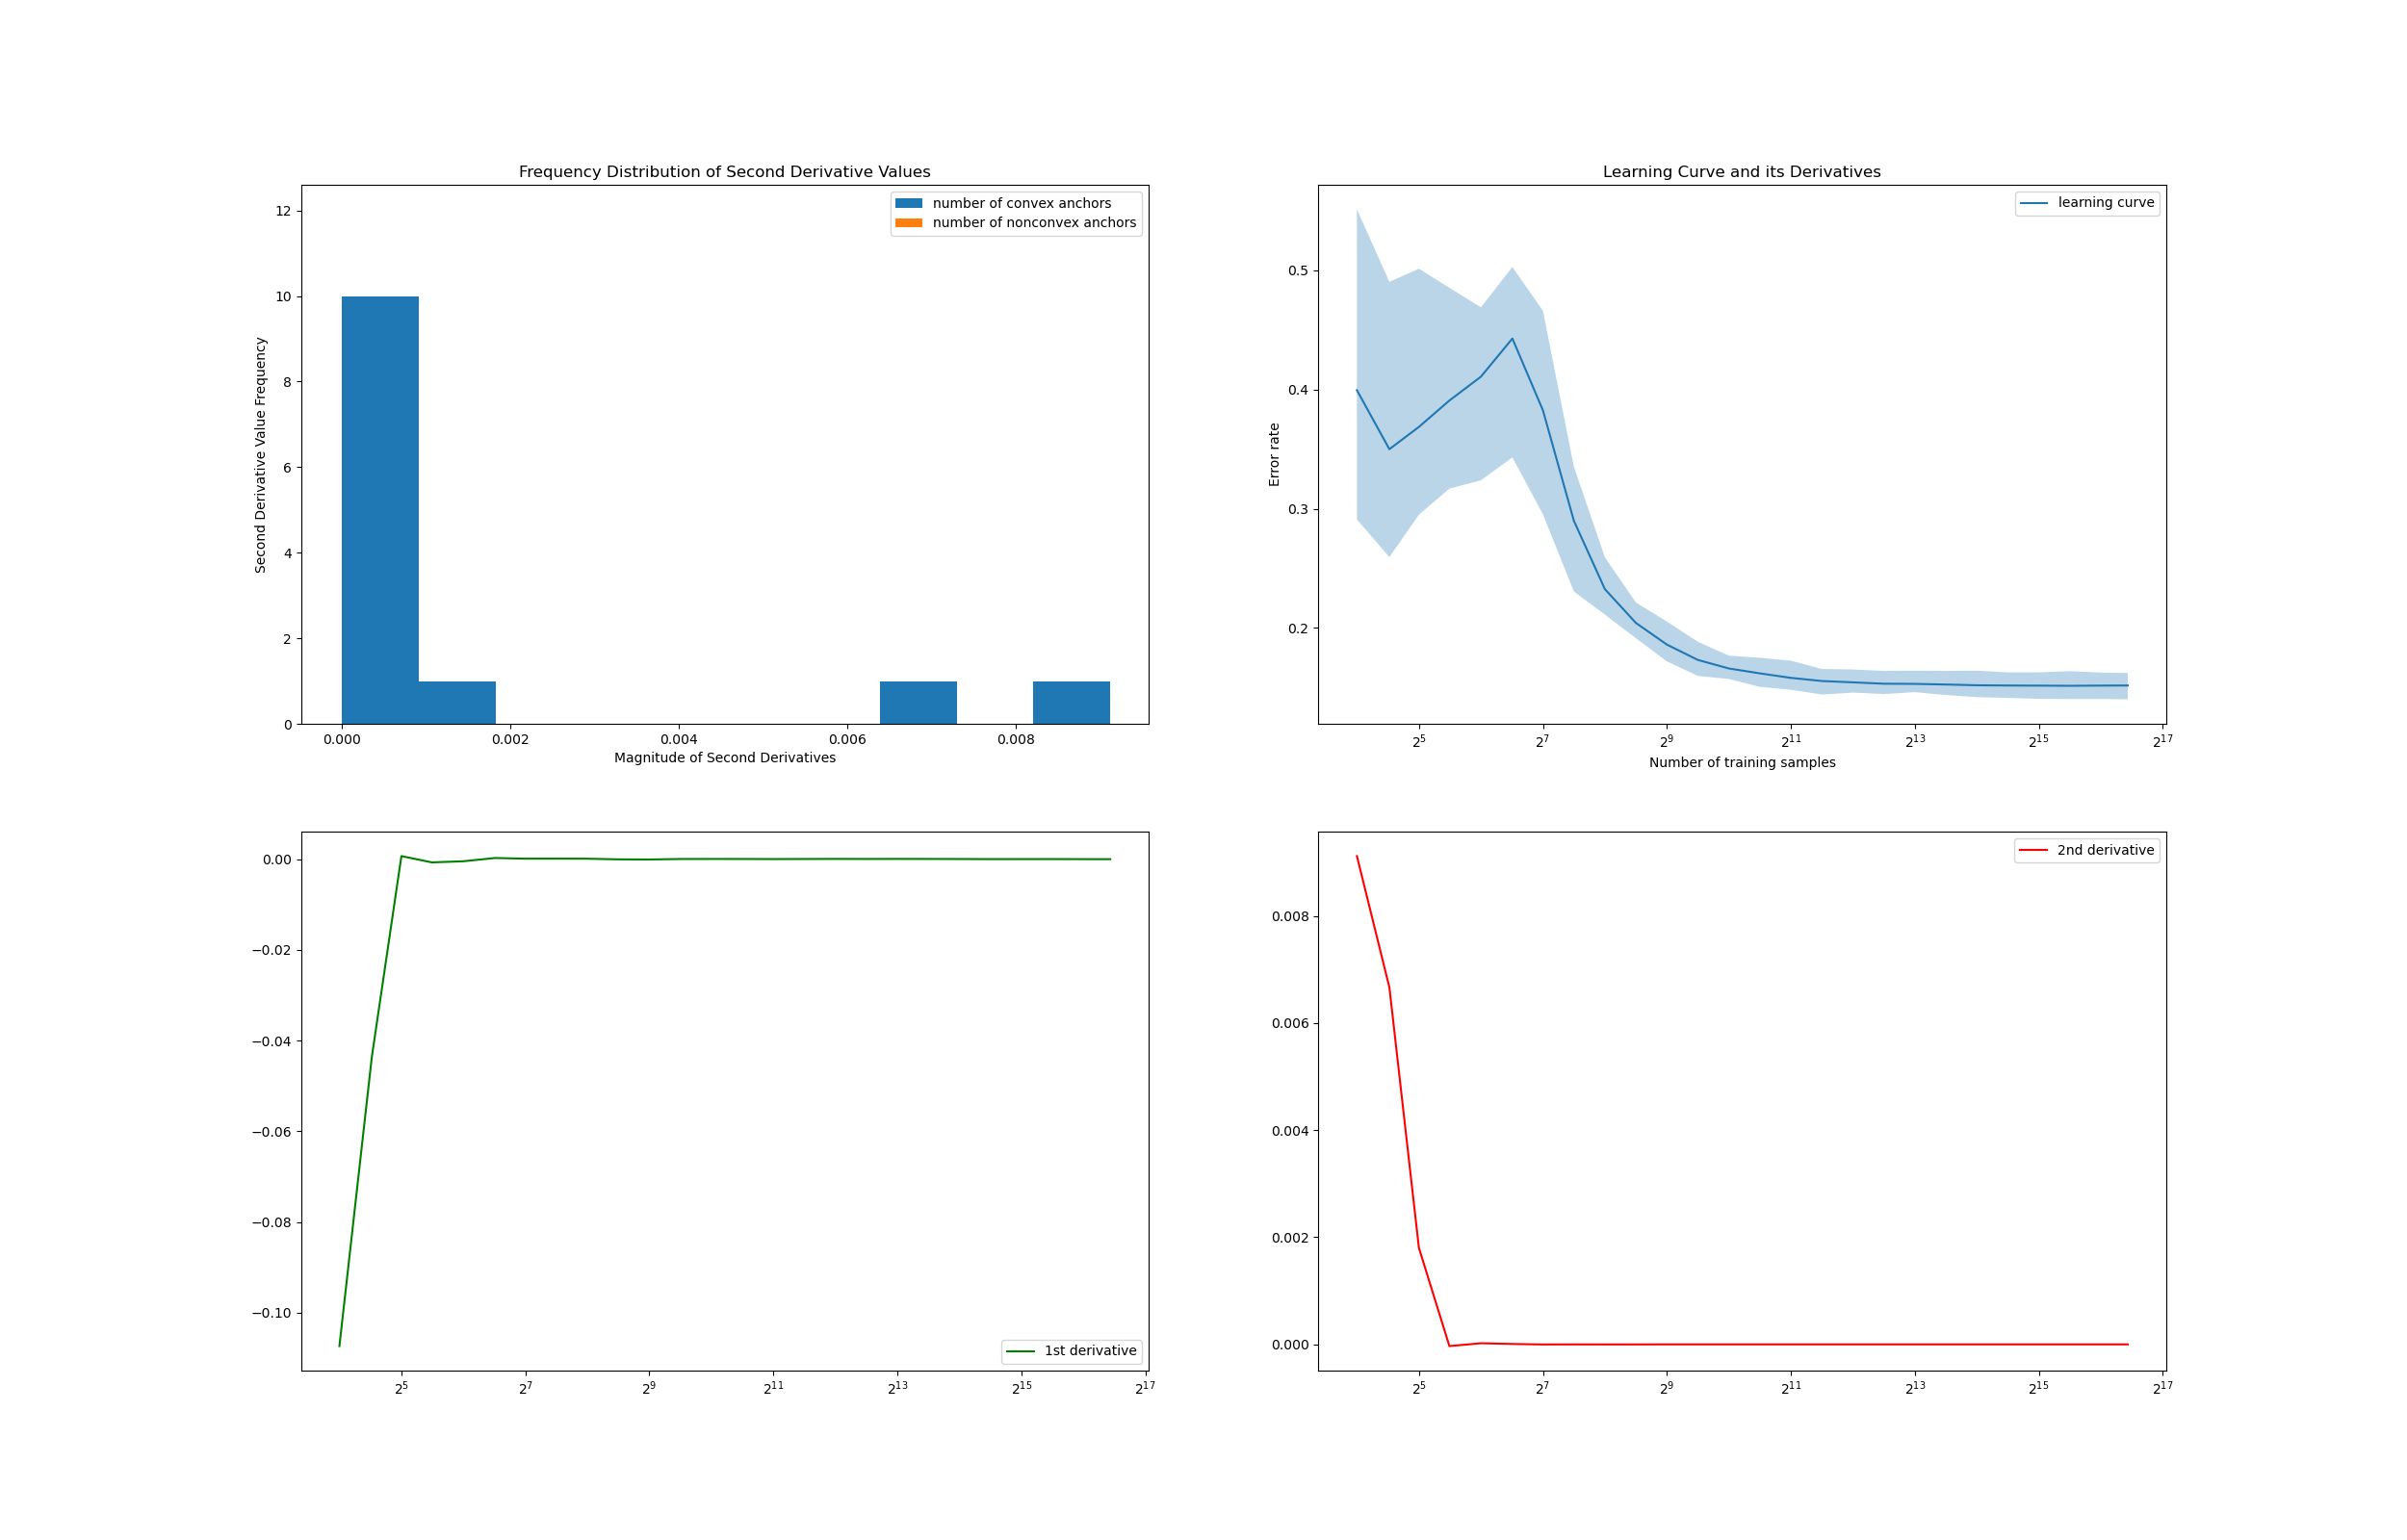 Frequency Distribution of Second Derivative Values
number of convex anchors
number of nonconvex anchors
12
10
8
6
4
2
0
Second Derivative Value Frequency
0.000 0.002 0.004 0.006 0.008
Magnitude of Second Derivatives
Learning Curve and its Derivatives
learning curve
0.5
0.4
0.3
0.2
Error rate
2^5 2^7 2^9 2^11 2^13 2^15 2^17
Number of training samples
0.00
−0.02
−0.04
−0.06
−0.08
−0.10
1st derivative
2^5 2^7 2^9 2^11 2^13 2^15 2^17
2nd derivative
0.008
0.006
0.004
0.002
0.000
2^5 2^7 2^9 2^11 2^13 2^15 2^17